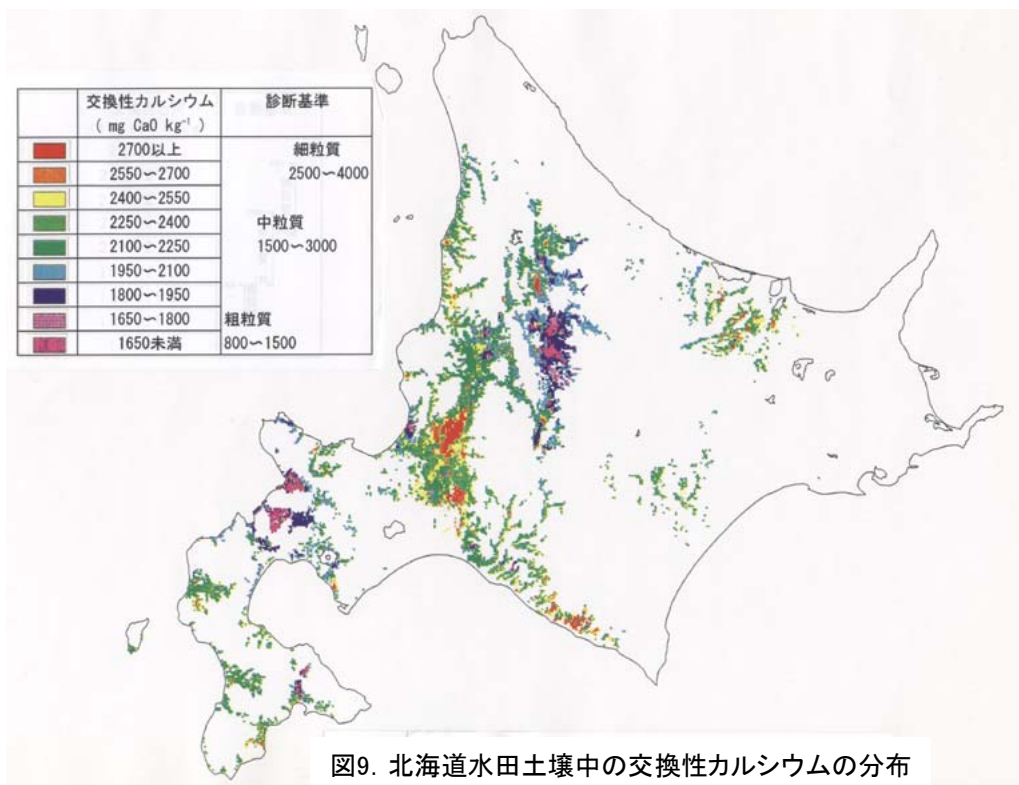 交換性カルシウム 診断基準
( mg CaO kg⁻¹ )
2700以上 細粒質
2550〜2700 2500〜4000
2400〜2550
2250〜2400 中粒質
2100〜2250 1500〜3000
1950〜2100
1800〜1950
1650〜1800 粗粒質
1650未満 800〜1500
図9. 北海道水田土壌中の交換性カルシウムの分布